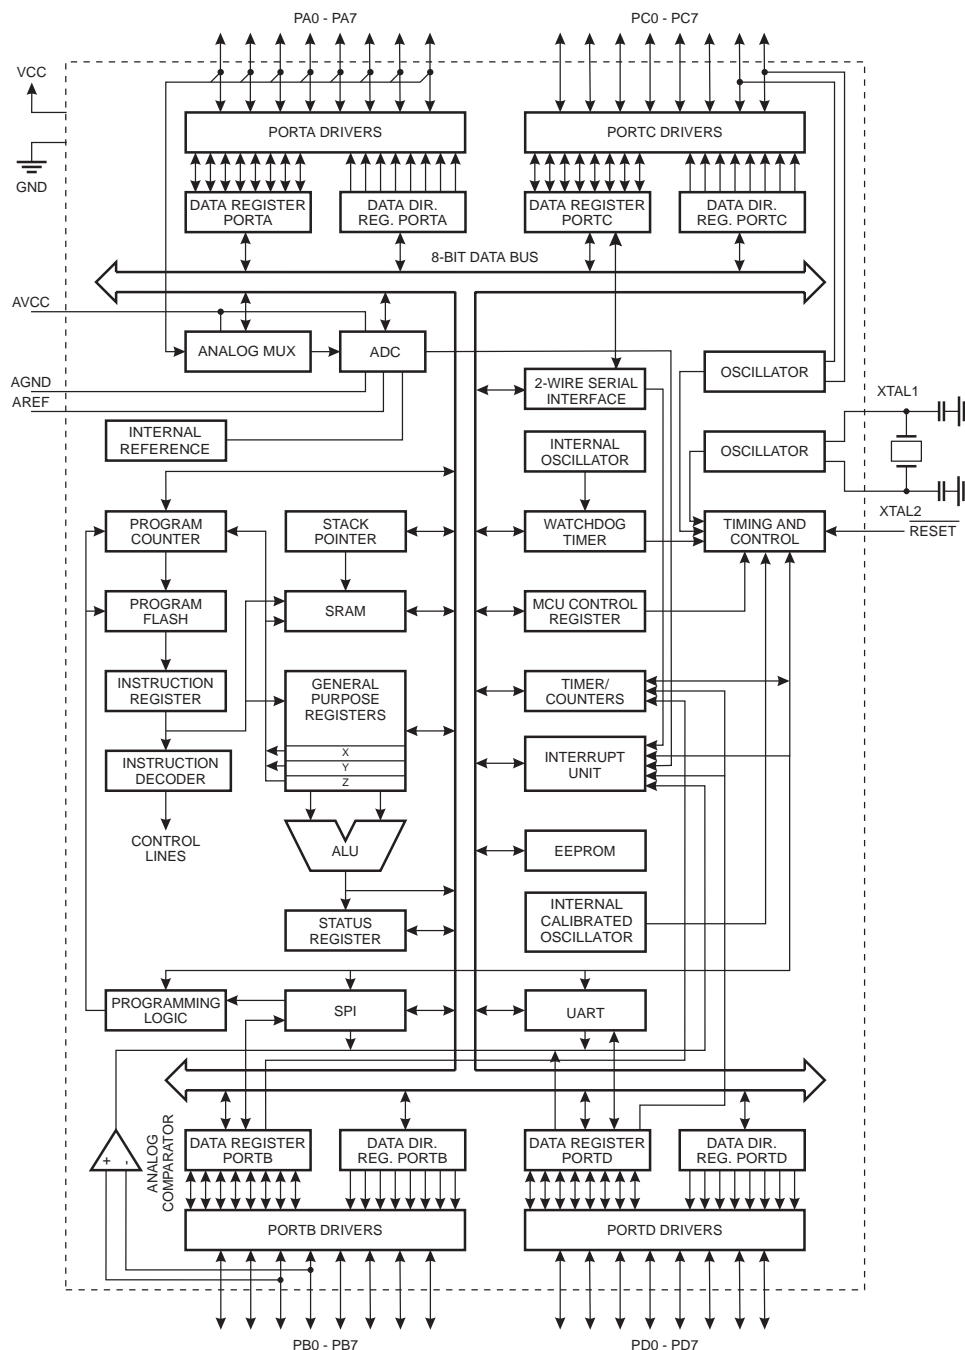 PA0 - PA7
PC0 - PC7
VCC
GND
PORTA DRIVERS
PORTC DRIVERS
DATA REGISTER
PORTA
DATA DIR.
REG. PORTA
DATA REGISTER
PORTC
DATA DIR.
REG. PORTC
8-BIT DATA BUS
AVCC
ANALOG MUX
ADC
AGND
AREF
2-WIRE SERIAL
INTERFACE
OSCILLATOR
XTAL1
INTERNAL
REFERENCE
INTERNAL
OSCILLATOR
OSCILLATOR
XTAL2
PROGRAM
COUNTER
STACK
POINTER
WATCHDOG
TIMER
TIMING AND
CONTROL
RESET
PROGRAM
FLASH
SRAM
MCU CONTROL
REGISTER
INSTRUCTION
REGISTER
GENERAL
PURPOSE
REGISTERS
X
Y
Z
TIMER/
COUNTERS
INSTRUCTION
DECODER
INTERRUPT
UNIT
CONTROL
LINES
ALU
EEPROM
STATUS
REGISTER
INTERNAL
CALIBRATED
OSCILLATOR
PROGRAMMING
LOGIC
SPI
UART
ANALOG
COMPARATOR
+
-
DATA REGISTER
PORTB
DATA DIR.
REG. PORTB
DATA REGISTER
PORTD
DATA DIR.
REG. PORTD
PORTB DRIVERS
PORTD DRIVERS
PB0 - PB7
PD0 - PD7